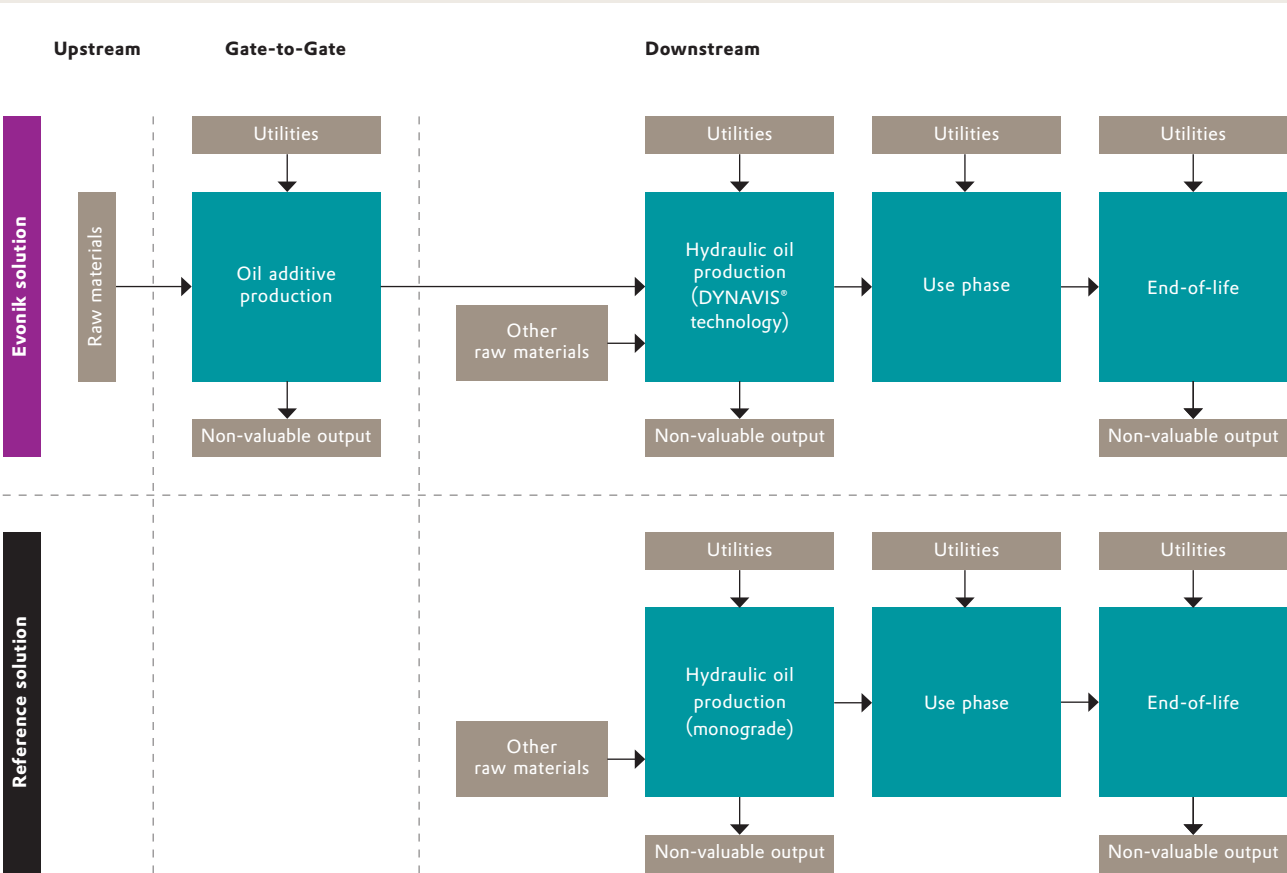 Upstream
Gate-to-Gate
Downstream
Evonik solution
Raw materials
Utilities
Oil additive
production
Non-valuable output
Other
raw materials
Utilities
Hydraulic oil
production
(DYNAVIS®
technology)
Non-valuable output
Utilities
Use phase
Utilities
End-of-life
Non-valuable output
Reference solution
Other
raw materials
Utilities
Hydraulic oil
production
(monograde)
Non-valuable output
Utilities
Use phase
Utilities
End-of-life
Non-valuable output